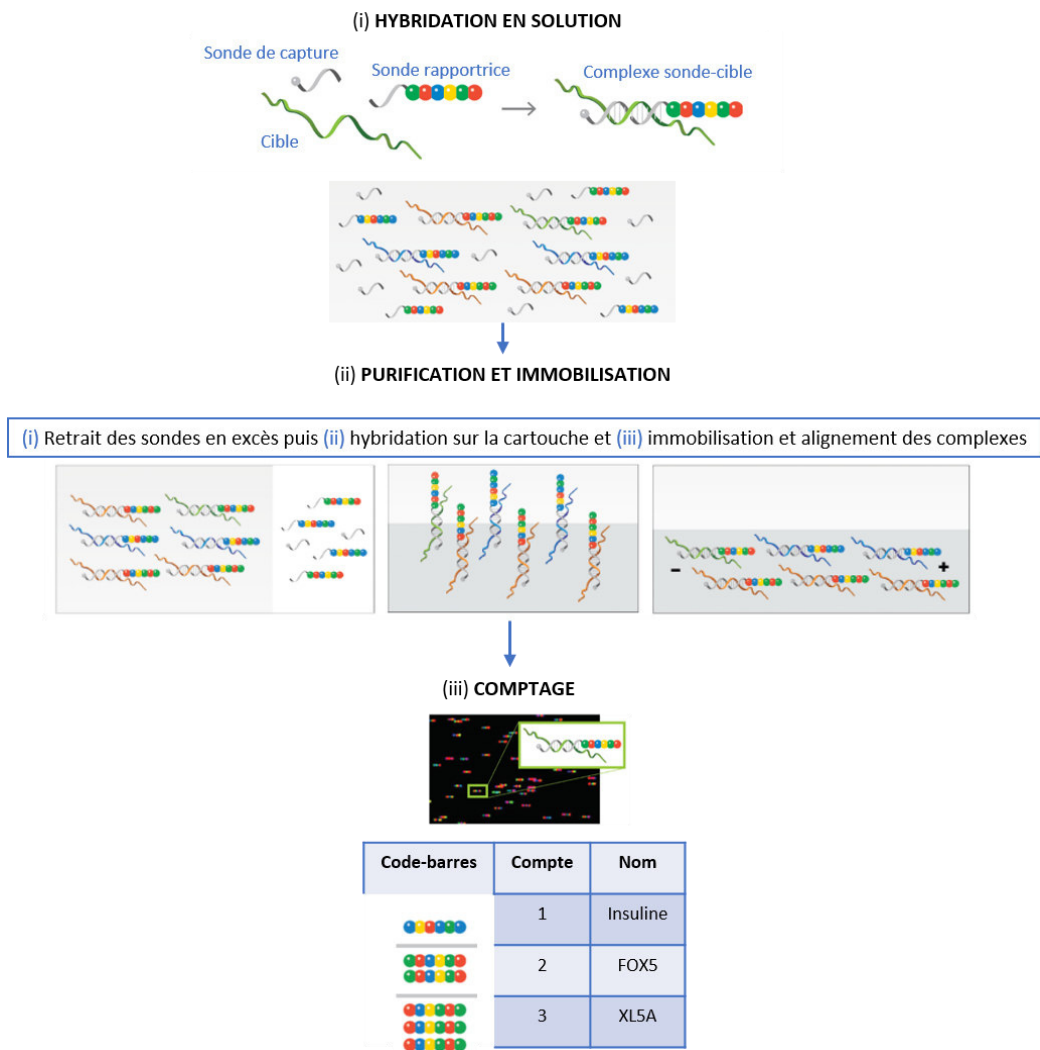 (i) HYBRIDATION EN SOLUTION
Sonde de capture
Sonde rapportrice
Complexe sonde-cible
Cible
(ii) PURIFICATION ET IMMOBILISATION
(i) Retrait des sondes en excès puis (ii) hybridation sur la cartouche et (iii) immobilisation et alignement des complexes
- +
(iii) COMPTAGE
Code-barres Compte Nom
1 Insuline
2 FOX5
3 XL5A